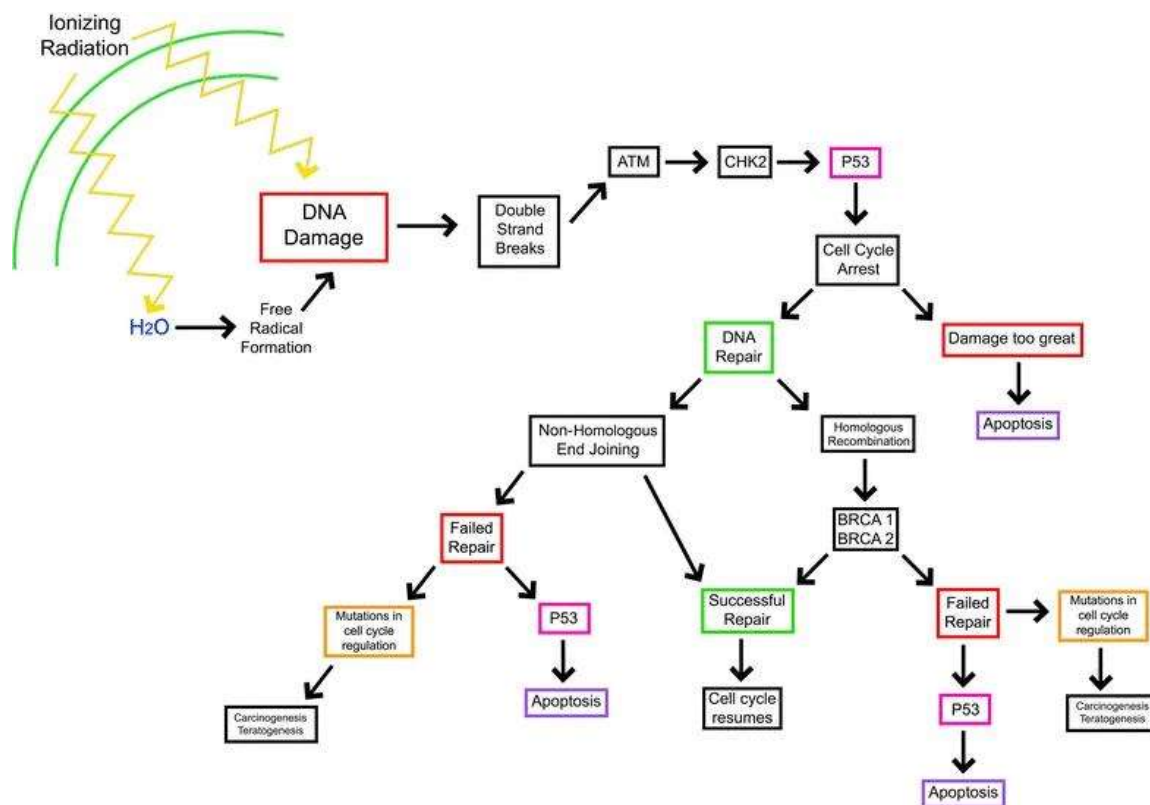 Ionizing
Radiation
ATM
CHK2
P53
DNA
Damage
Double
Strand
Breaks
Cell Cycle
Arrest
H2O
Free
Radical
Formation
DNA
Repair
Damage too great
Non-Homologous
End Joining
Homologous
Recombination
Apoptosis
Failed
Repair
BRCA 1
BRCA 2
Mutations in
cell cycle
regulation
P53
Successful
Repair
Failed
Repair
Mutations in
cell cycle
regulation
Carcinogenesis
Teratogenesis
Apoptosis
Cell cycle
resumes
P53
Carcinogenesis
Teratogenesis
Apoptosis